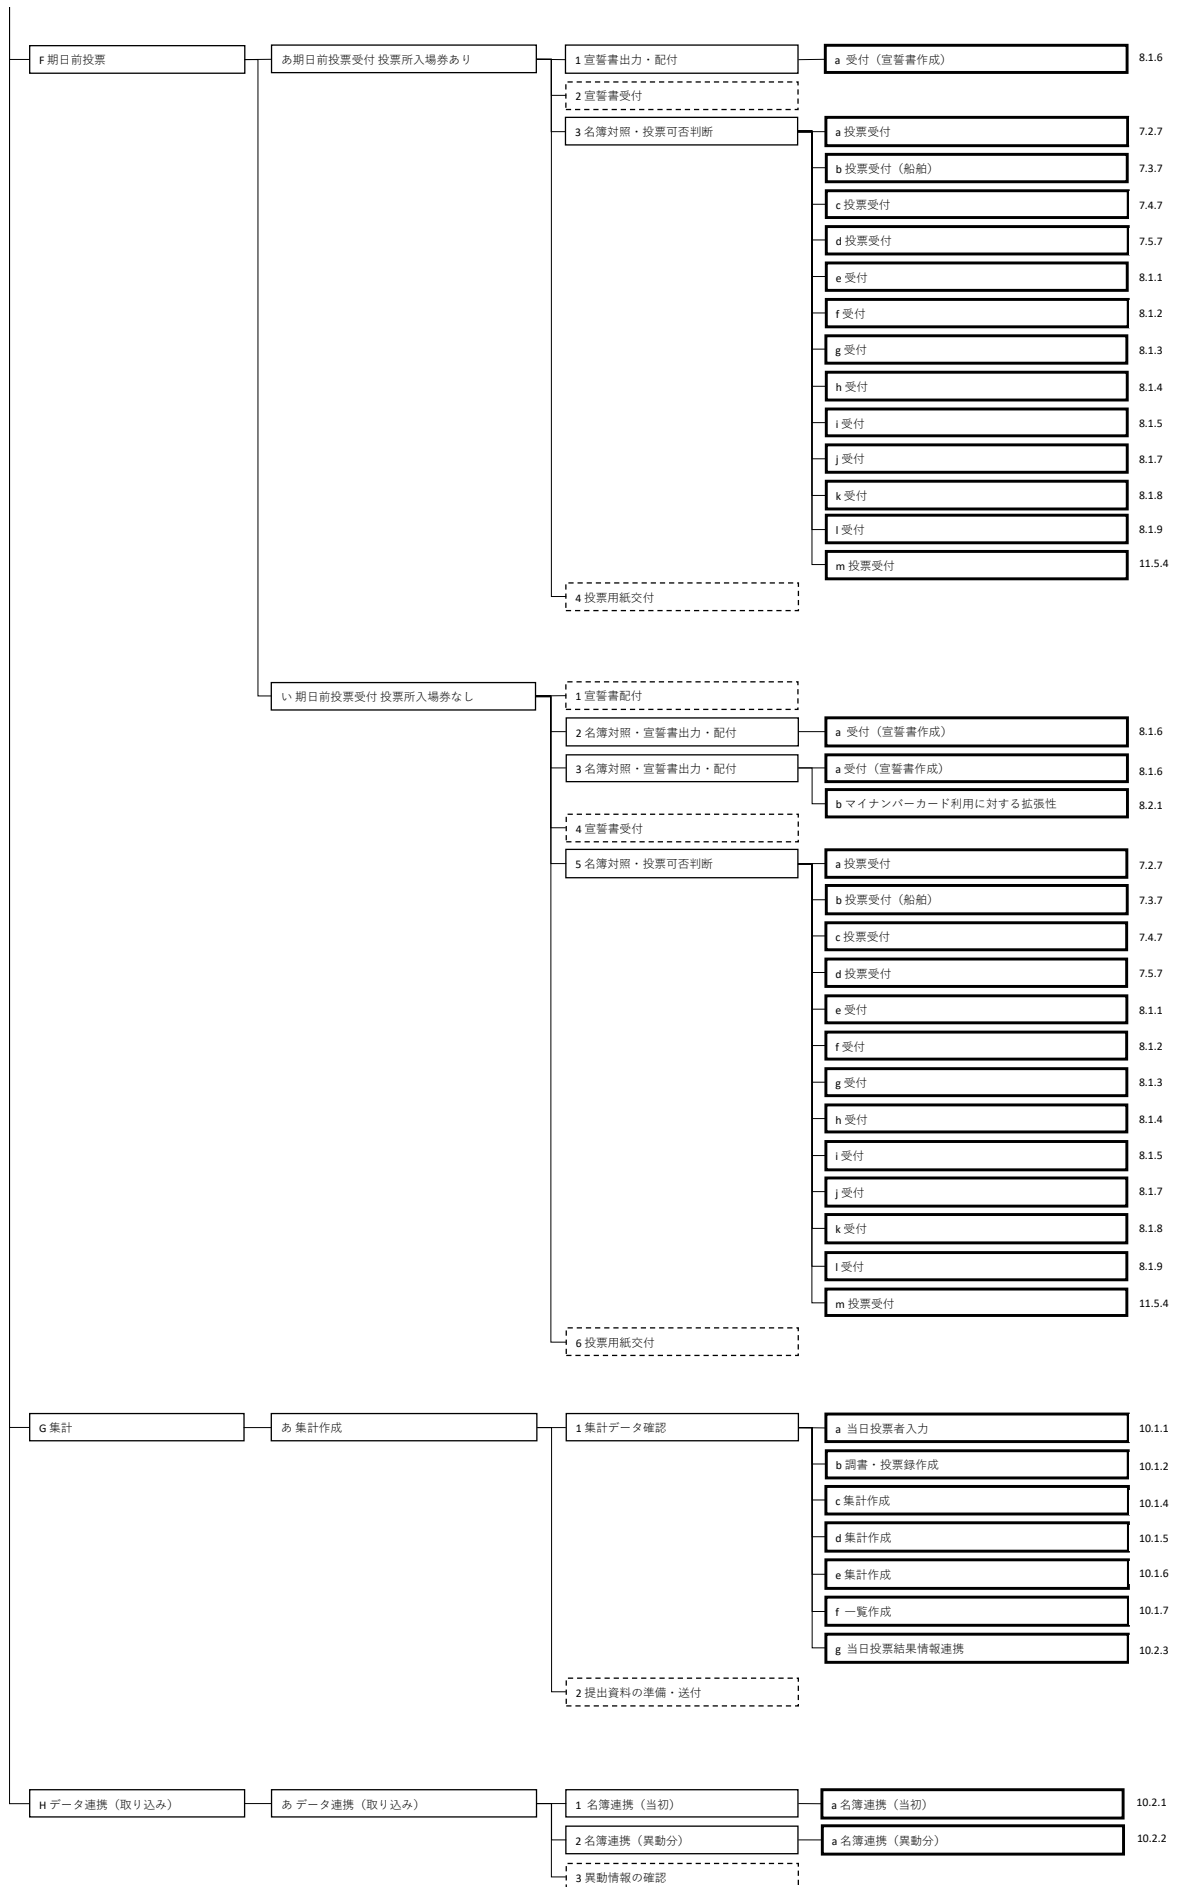 F 期日前投票
あ期日前投票受付 投票所入場券あり
1 宣誓書出力・配付
a 受付（宣誓書作成）
8.1.6
2 宣誓書受付
3 名簿対照・投票可否判断
a 投票受付
7.2.7
b 投票受付（船舶）
7.3.7
c 投票受付
7.4.7
d 投票受付
7.5.7
e 受付
8.1.1
f 受付
8.1.2
g 受付
8.1.3
h 受付
8.1.4
i 受付
8.1.5
j 受付
8.1.7
k 受付
8.1.8
l 受付
8.1.9
m 投票受付
11.5.4
4 投票用紙交付
い 期日前投票受付 投票所入場券なし
1 宣誓書配付
2 名簿対照・宣誓書出力・配付
a 受付（宣誓書作成）
8.1.6
3 名簿対照・宣誓書出力・配付
a 受付（宣誓書作成）
8.1.6
b マイナンバーカード利用に対する拡張性
8.2.1
4 宣誓書受付
5 名簿対照・投票可否判断
a 投票受付
7.2.7
b 投票受付（船舶）
7.3.7
c 投票受付
7.4.7
d 投票受付
7.5.7
e 受付
8.1.1
f 受付
8.1.2
g 受付
8.1.3
h 受付
8.1.4
i 受付
8.1.5
j 受付
8.1.7
k 受付
8.1.8
l 受付
8.1.9
m 投票受付
11.5.4
6 投票用紙交付
G 集計
あ 集計作成
1 集計データ確認
a 当日投票者入力
10.1.1
b 調書・投票録作成
10.1.2
c 集計作成
10.1.4
d 集計作成
10.1.5
e 集計作成
10.1.6
f 一覧作成
10.1.7
g 当日投票結果情報連携
10.2.3
2 提出資料の準備・送付
H データ連携（取り込み）
あ データ連携（取り込み）
1 名簿連携（当初）
a 名簿連携（当初）
10.2.1
2 名簿連携（異動分）
a 名簿連携（異動分）
10.2.2
3 異動情報の確認